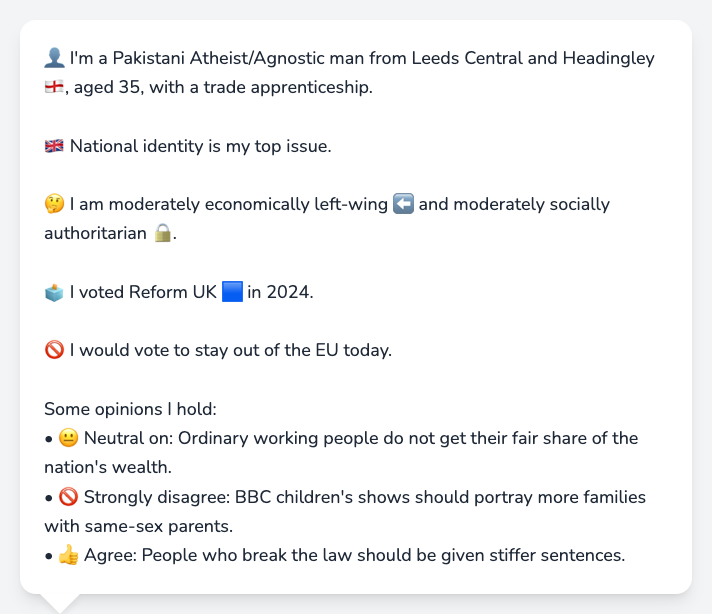 👤 I'm a Pakistani Atheist/Agnostic man from Leeds Central and Headingley
🏴󠁧󠁢󠁥󠁮󠁧󠁿, aged 35, with a trade apprenticeship.
🇬🇧 National identity is my top issue.
🤔 I am moderately economically left-wing ⬅️ and moderately socially
authoritarian 🔒.
🗳️ I voted Reform UK 🟦 in 2024.
🚫 I would vote to stay out of the EU today.
Some opinions I hold:
• 😐 Neutral on: Ordinary working people do not get their fair share of the
nation's wealth.
• 🚫 Strongly disagree: BBC children's shows should portray more families
with same-sex parents.
• 👍 Agree: People who break the law should be given stiffer sentences.